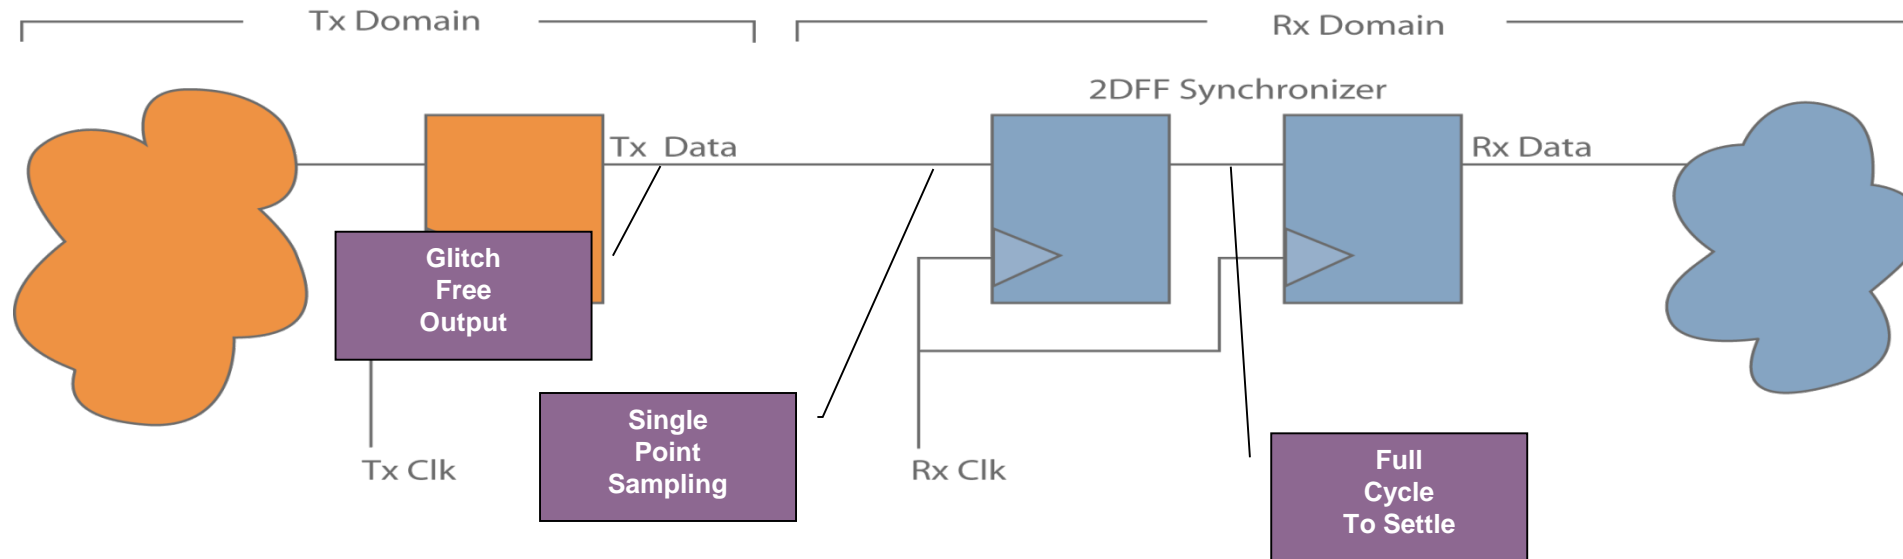 Tx Domain
Rx Domain
2DFF Synchronizer
Tx Data
Rx Data
Glitch
Free
Output
Single
Point
Sampling
Tx Clk
Rx Clk
Full
Cycle
To Settle